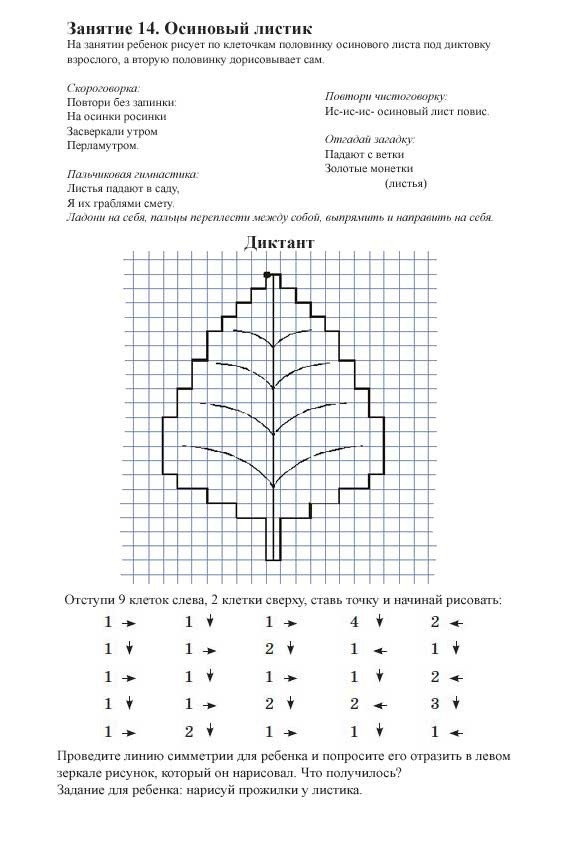 Занятие 14. Осиновый листик
На занятии ребенок рисует по клеточкам половинку осинового листа под диктовку
взрослого, а вторую половинку дорисовывает сам.
Скороговорка:
Повтори без запинки:
На осинки росинки
Засверкали утром
Перламутром.
Пальчиковая гимнастика:
Листья падают в саду,
Я их граблями смету.
Повтори чистоговорку:
Ис-ис-ис- осиновый лист повис.
Отгадай загадку:
Падают с ветки
Золотые монетки
(листья)
Ладони на себя, пальцы переплести между собой, выпрямить и направить на себя.
Диктант
Отступи 9 клеток слева, 2 клетки сверху, ставь точку и начинай рисовать:
1 → 1 ↓ 1 → 4 ↓ 2 ←
1 ↓ 1 → 2 ↓ 1 ← 1 ↓
1 → 1 ↓ 1 → 1 ↓ 2 ←
1 ↓ 1 → 2 ↓ 2 ← 3 ↓
1 → 2 ↓ 1 → 1 ↓ 1 ←
Проведите линию симметрии для ребенка и попросите его отразить в левом
зеркале рисунок, который он нарисовал. Что получилось?
Задание для ребенка: нарисуй прожилки у листика.